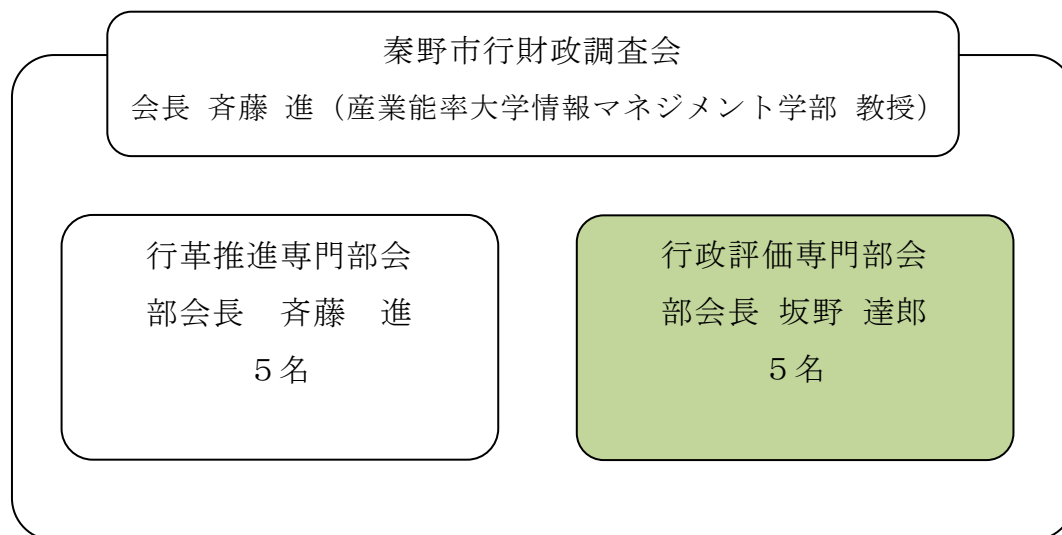 秦野市行財政調査会
会長 斉藤 進（産業能率大学情報マネジメント学部 教授）
行革推進専門部会
部会長　斉藤　進
５名
行政評価専門部会
部会長 坂野 達郎
５名